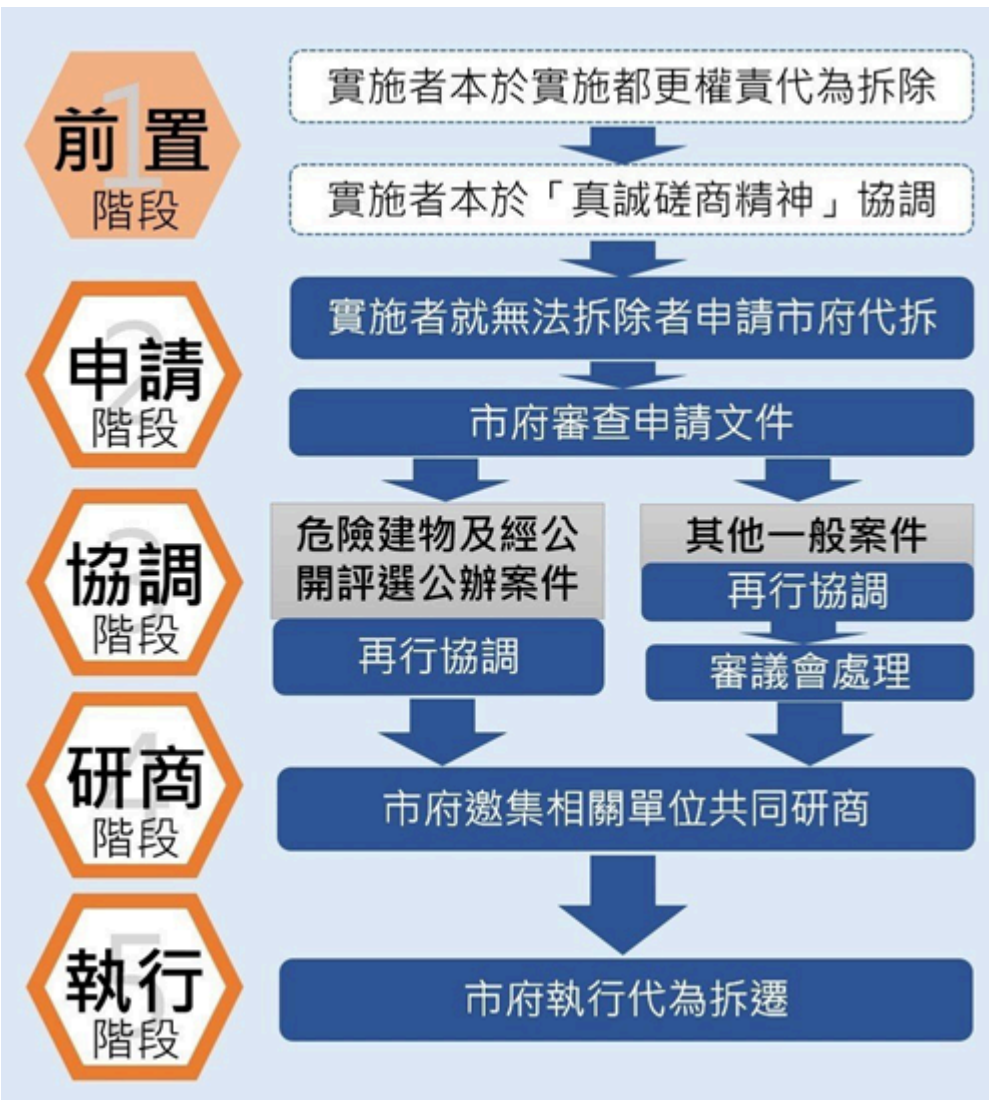 1
前置
階段
實施者本於實施都更權責代為拆除
實施者本於「真誠磋商精神」協調
2
申請
階段
實施者就無法拆除者申請市府代拆
市府審查申請文件
3
協調
階段
危險建物及經公
開評選公辦案件
再行協調
其他一般案件
再行協調
審議會處理
4
研商
階段
市府邀集相關單位共同研商
5
執行
階段
市府執行代為拆遷